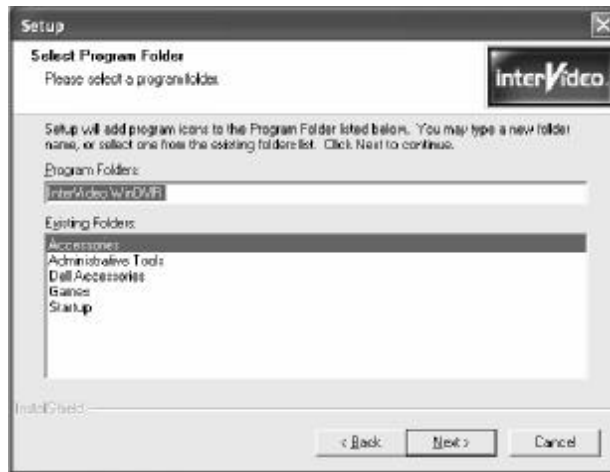 Setup
Select Program Folder
Please select a program folder.
InterVideo
Setup will add program icons to the Program Folder listed below. You may type a new folder
name, or select one from the existing folders list. Click Next to continue.
Program Folders:
InterVideo WinDMR
Existing Folders:
Accessories
Administrative Tools
Dell Accessories
Games
Startup
InstallShield
< Back
Next >
Cancel